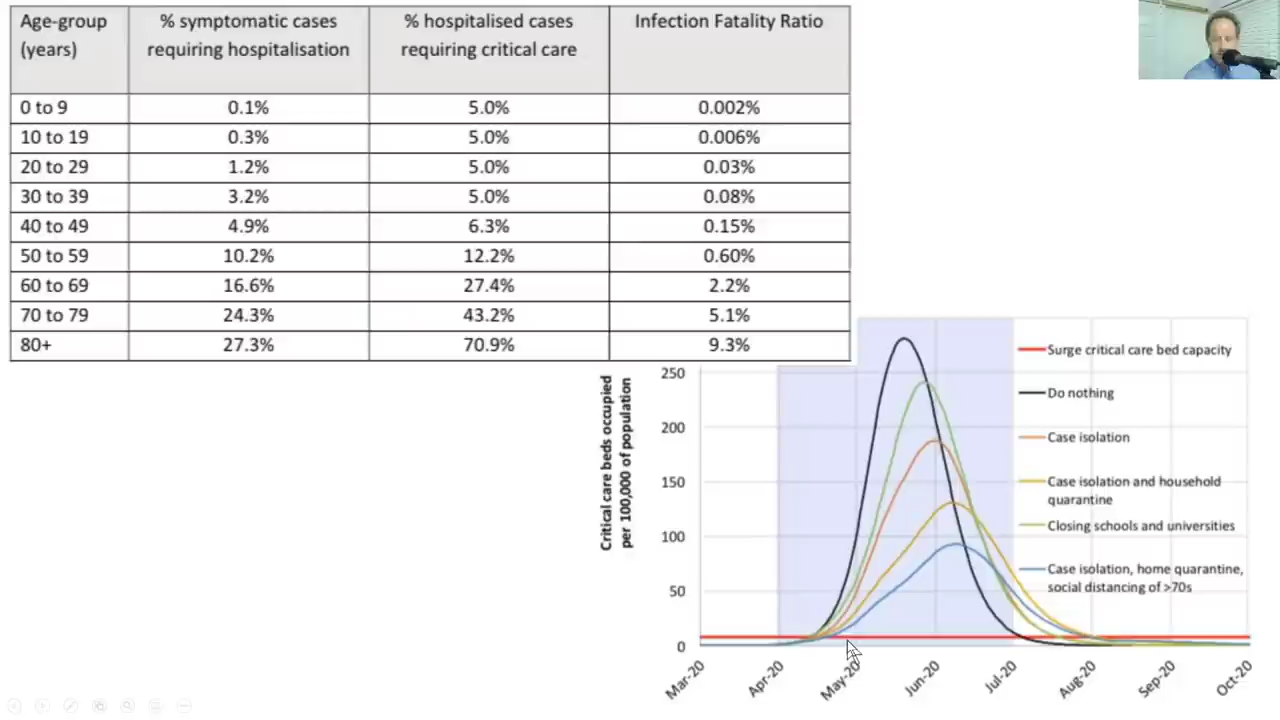 Age-group % symptomatic cases % hospitalised cases Infection Fatality Ratio
(years) requiring hospitalisation requiring critical care
0 to 9 0.1% 5.0% 0.002%
10 to 19 0.3% 5.0% 0.006%
20 to 29 1.2% 5.0% 0.03%
30 to 39 3.2% 5.0% 0.08%
40 to 49 4.9% 6.3% 0.15%
50 to 59 10.2% 12.2% 0.60%
60 to 69 16.6% 27.4% 2.2%
70 to 79 24.3% 43.2% 5.1%
80+ 27.3% 70.9% 9.3%
Critical care beds occupied
per 100,000 of population
250
200
150
100
50
0
Surge critical care bed capacity
Do nothing
Case isolation
Case isolation and household
quarantine
Closing schools and universities
Case isolation, home quarantine,
social distancing of >70s
Mar-20 Apr-20 May-20 Jun-20 Jul-20 Aug-20 Sep-20 Oct-20